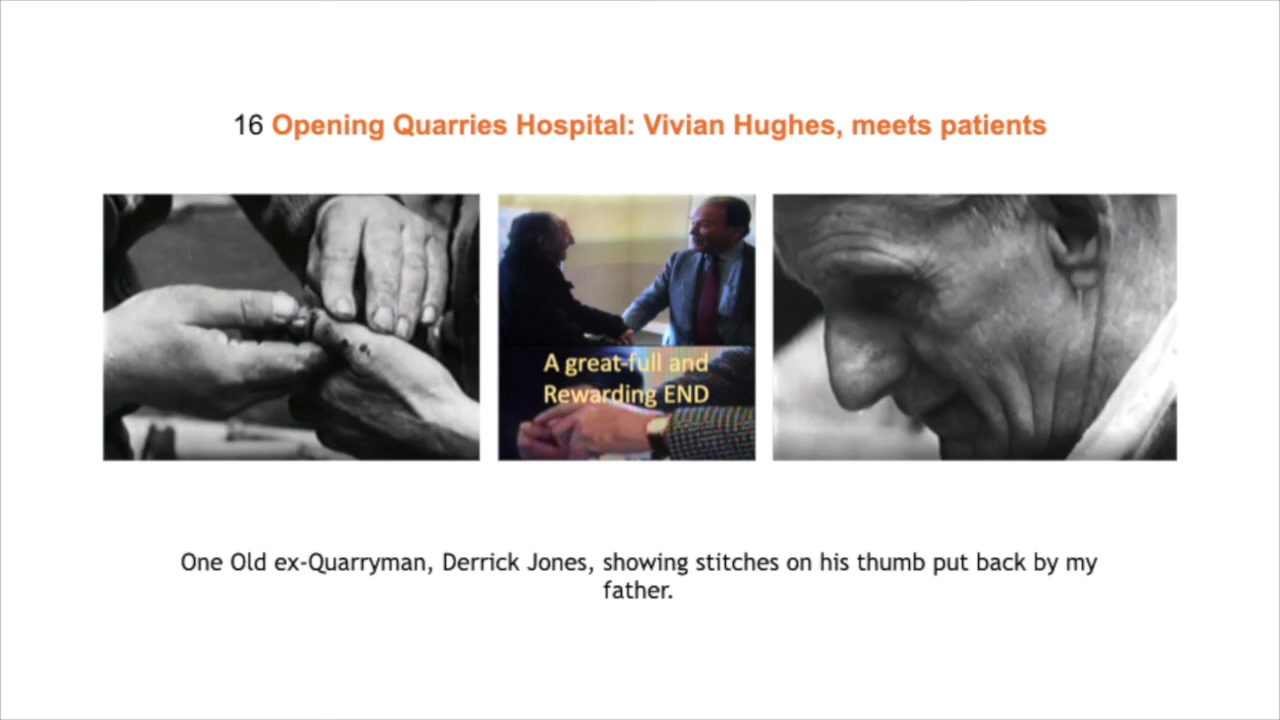 16 Opening Quarries Hospital: Vivian Hughes, meets patients
A great-full and
Rewarding END
One Old ex-Quarryman, Derrick Jones, showing stitches on his thumb put back by my
father.